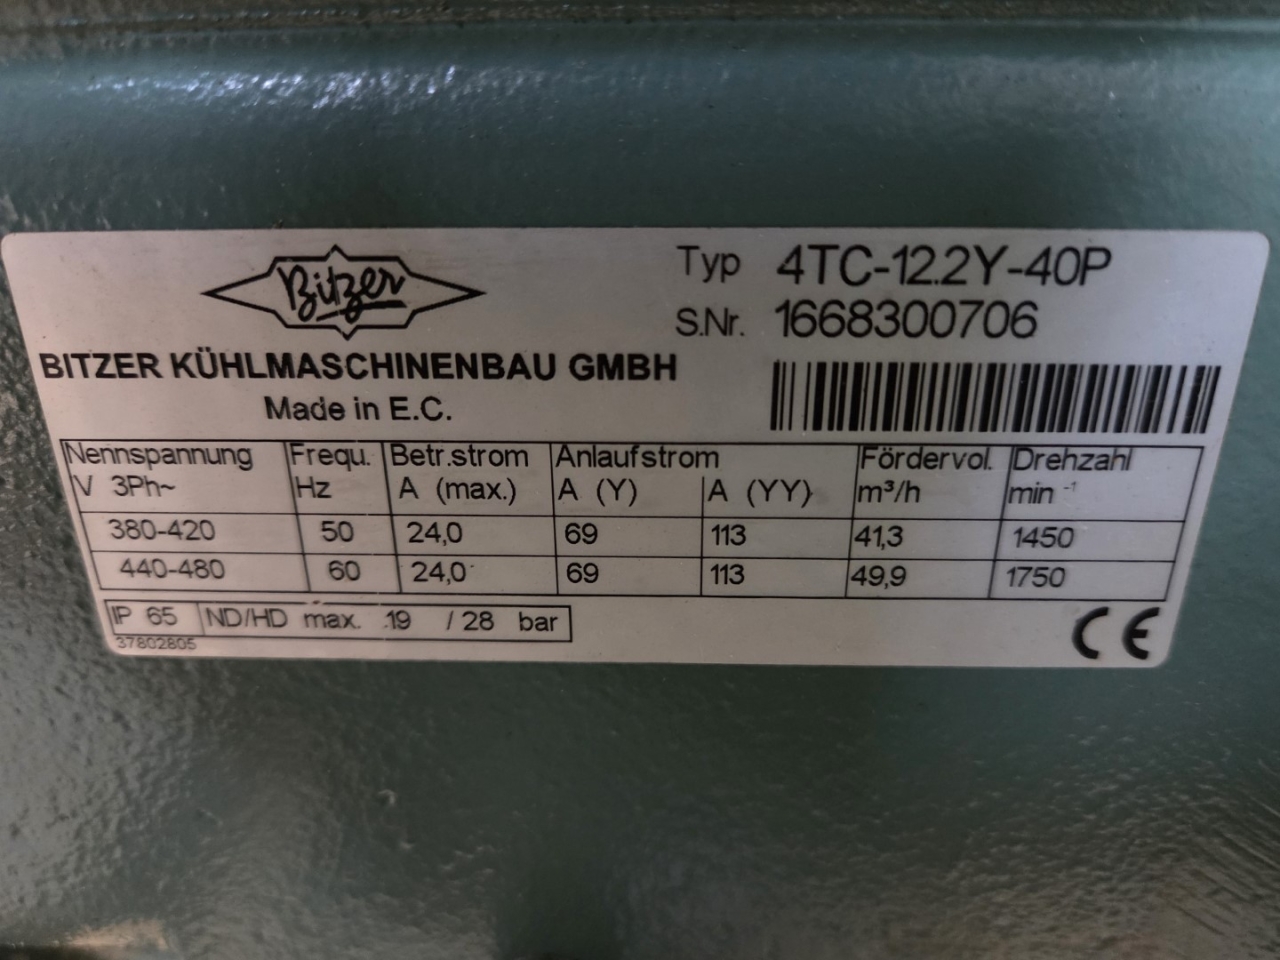 Bitzer
BITZER KÜHLMASCHINENBAU GMBH
Made in E.C.
Typ 4TC-12.2Y-40P
S.Nr. 1668300706
Nennspannung Frequ. Betr.strom Anlaufstrom Fördervol. Drehzahl
V 3Ph~ Hz A (max.) A (Y) A (YY) m³/h min -1
380-420 50 24,0 69 113 41,3 1450
440-480 60 24,0 69 113 49,9 1750
IP 65 ND/HD max. 19 / 28 bar
37802805
CE